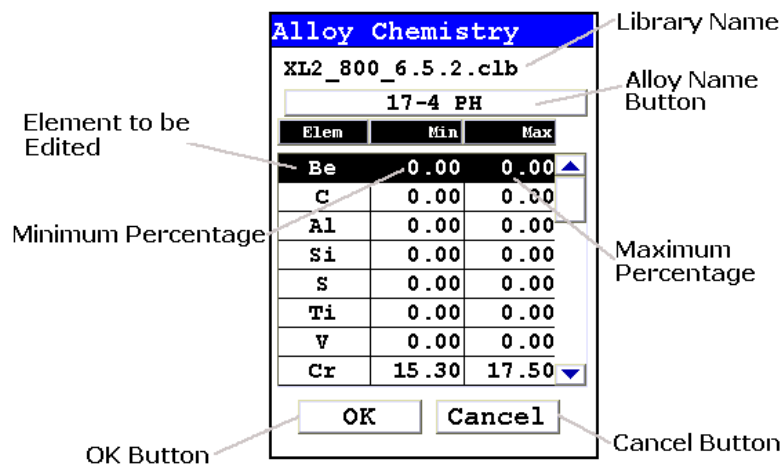 Alloy Chemistry
Library Name
XL2_800_6.5.2.clb
Alloy Name
Button
17-4 PH
Element to be
Edited
Elem Min Max
Be 0.00 0.00
C 0.00 0.00
Minimum Percentage
Al 0.00 0.00
Si 0.00 0.00
Maximum
Percentage
S 0.00 0.00
Ti 0.00 0.00
V 0.00 0.00
Cr 15.30 17.50
OK Cancel
OK Button
Cancel Button